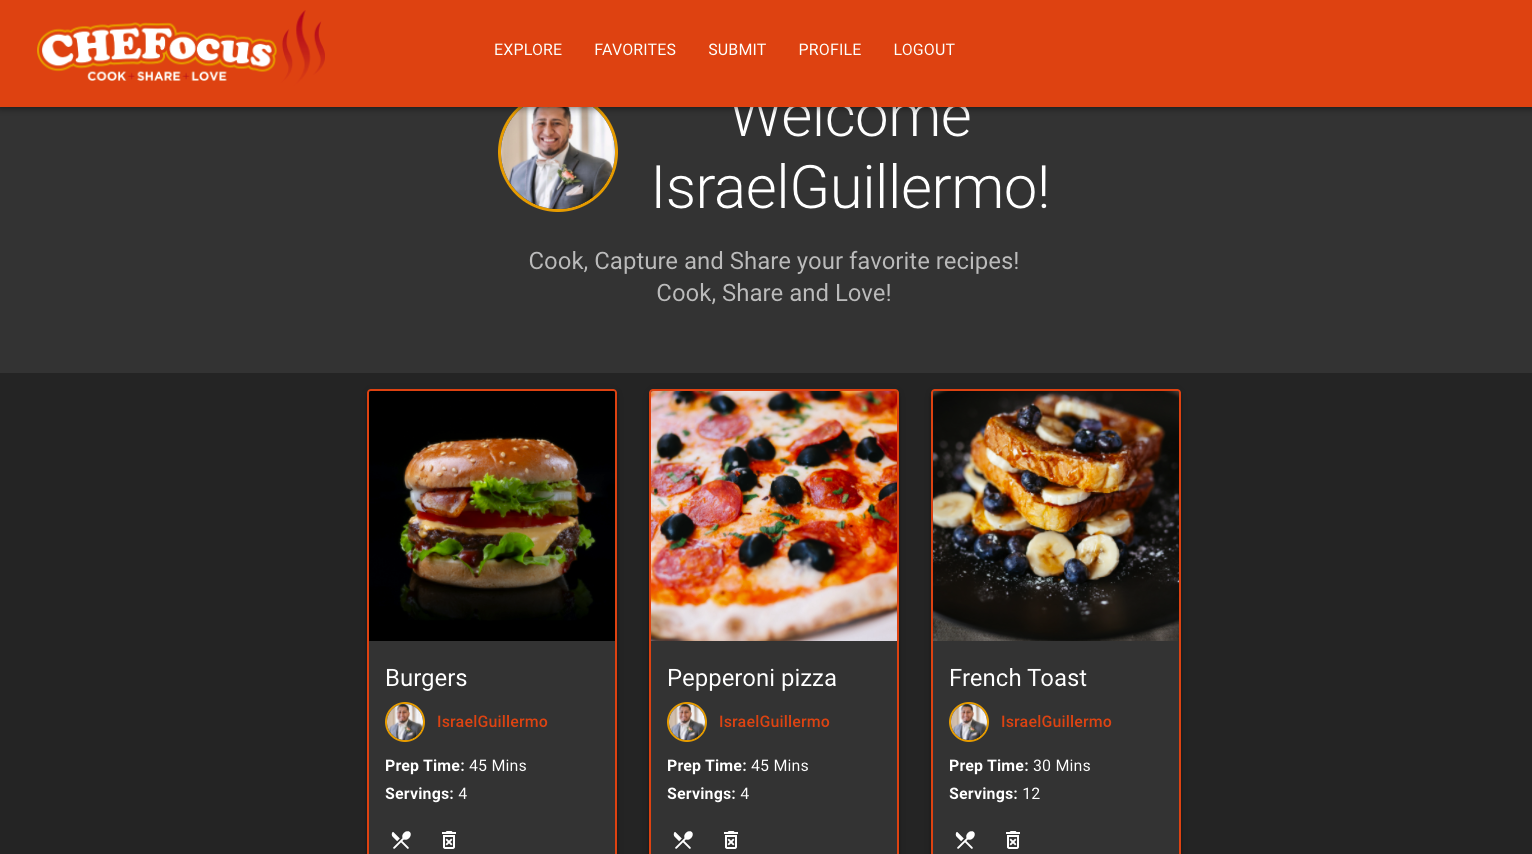 CHEFocus
COOK • SHARE • LOVE
EXPLORE FAVORITES SUBMIT PROFILE LOGOUT
Welcome
IsraelGuillermo!
Cook, Capture and Share your favorite recipes!
Cook, Share and Love!
Burgers
IsraelGuillermo
Prep Time: 45 Mins
Servings: 4
Pepperoni pizza
IsraelGuillermo
Prep Time: 45 Mins
Servings: 4
French Toast
IsraelGuillermo
Prep Time: 30 Mins
Servings: 12